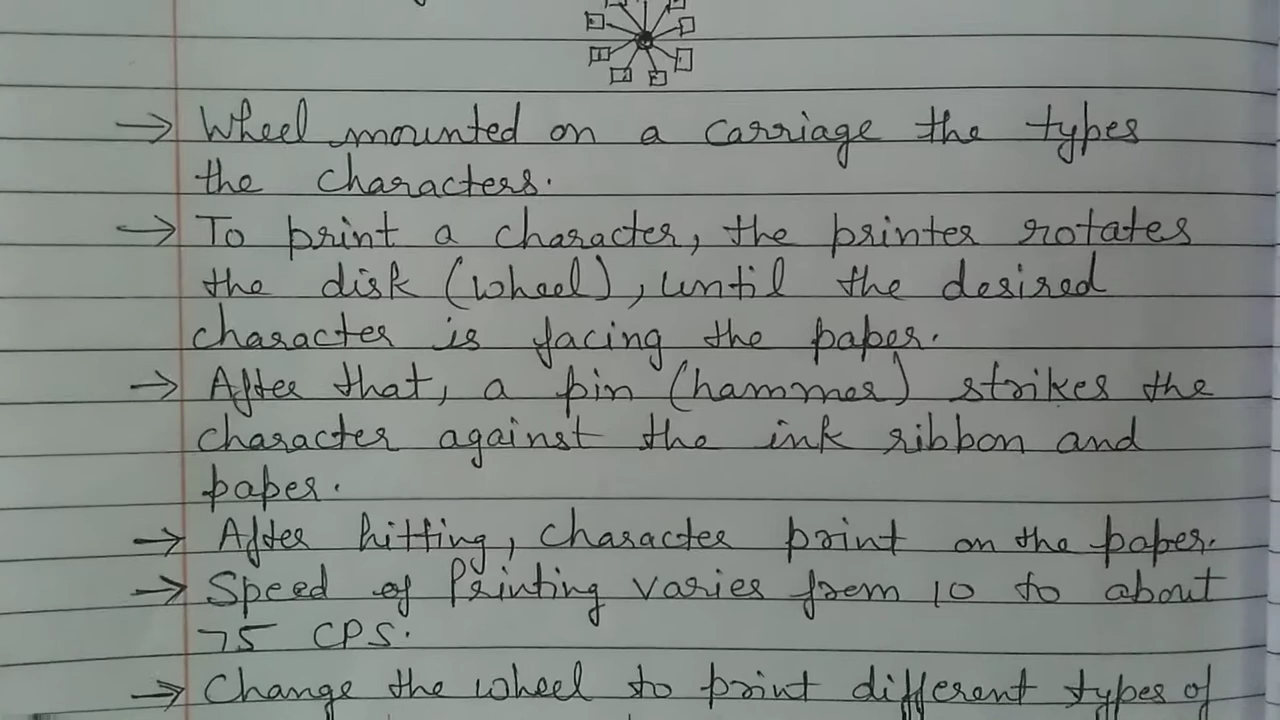 → Wheel mounted on a carriage the types
the characters.
→ To print a character, the printer rotates
the disk (wheel), until the desired
character is facing the paper.
→ After that, a pin (hammer) strikes the
character against the ink ribbon and
paper.
→ After hitting, character print on the paper.
→ Speed of Printing varies from 10 to about
75 CPS.
→ Change the wheel to print different types of